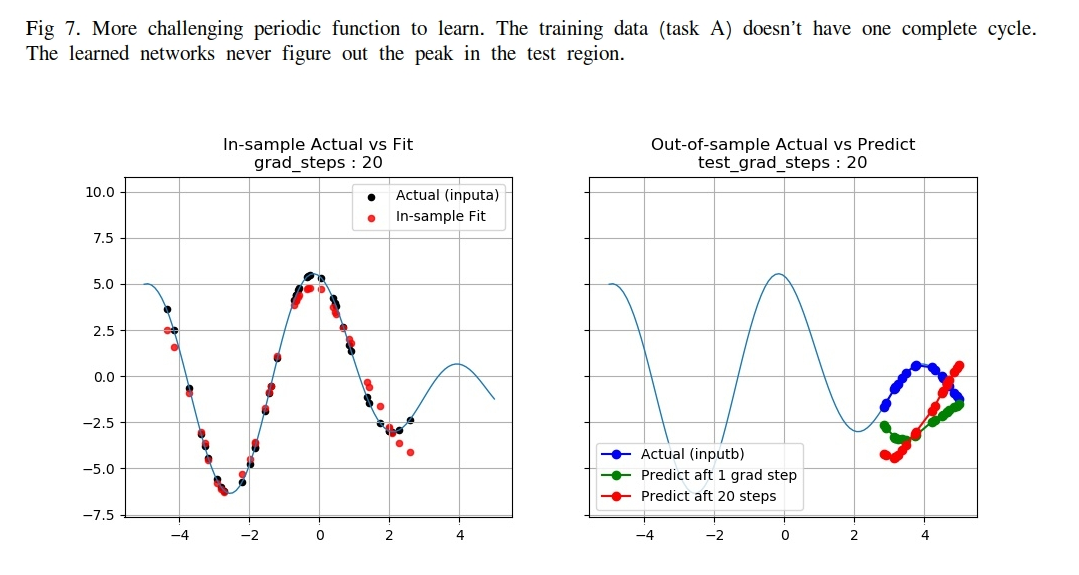 Fig 7. More challenging periodic function to learn. The training data (task A) doesn't have one complete cycle.
The learned networks never figure out the peak in the test region.
In-sample Actual vs Fit
grad_steps : 20
Actual (inputa)
In-sample Fit
10.0
7.5
5.0
2.5
0.0
−2.5
−5.0
−7.5
−4 −2 0 2 4
Out-of-sample Actual vs Predict
test_grad_steps : 20
Actual (inputb)
Predict aft 1 grad step
Predict aft 20 steps
−4 −2 0 2 4